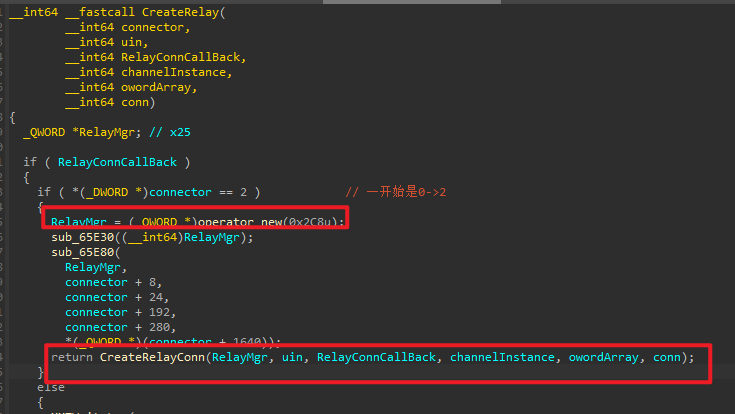 __int64 __fastcall CreateRelay(
__int64 connector,
__int64 uin,
__int64 RelayConnCallBack,
__int64 channelInstance,
__int64 owordArray,
__int64 conn)
{
_QWORD *RelayMgr; // x25
if ( RelayConnCallBack )
{
if ( *(_DWORD *)connector == 2 ) // 一开始是0->2
{
RelayMgr = (_QWORD *)operator new(0x2C8u);
sub_65E30((__int64)RelayMgr);
sub_65E80(
RelayMgr,
connector + 8,
connector + 24,
connector + 192,
connector + 280,
*(_QWORD *)(connector + 1640));
return CreateRelayConn(RelayMgr, uin, RelayConnCallBack, channelInstance, owordArray, conn);
}
else
{